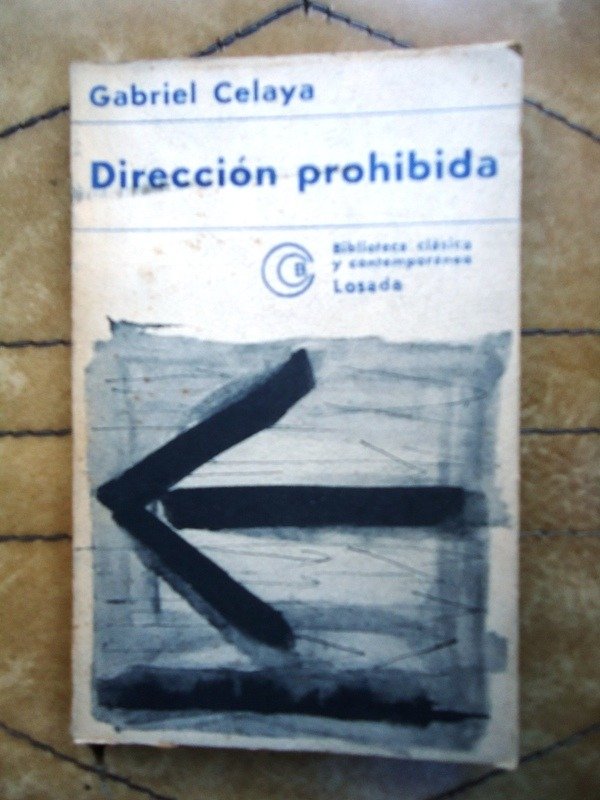 Gabriel Celaya
Dirección prohibida
B
Biblioteca clásica
y contemporánea
Losada